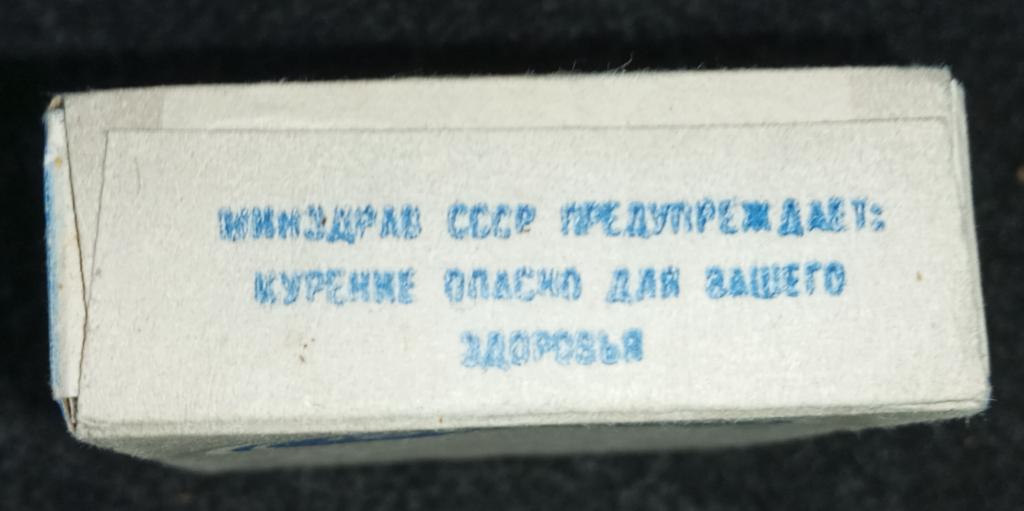 МИНЗДРАВ СССР ПРЕДУПРЕЖДАЕТ:
КУРЕНИЕ ОПАСНО ДЛЯ ВАШЕГО
ЗДОРОВЬЯ